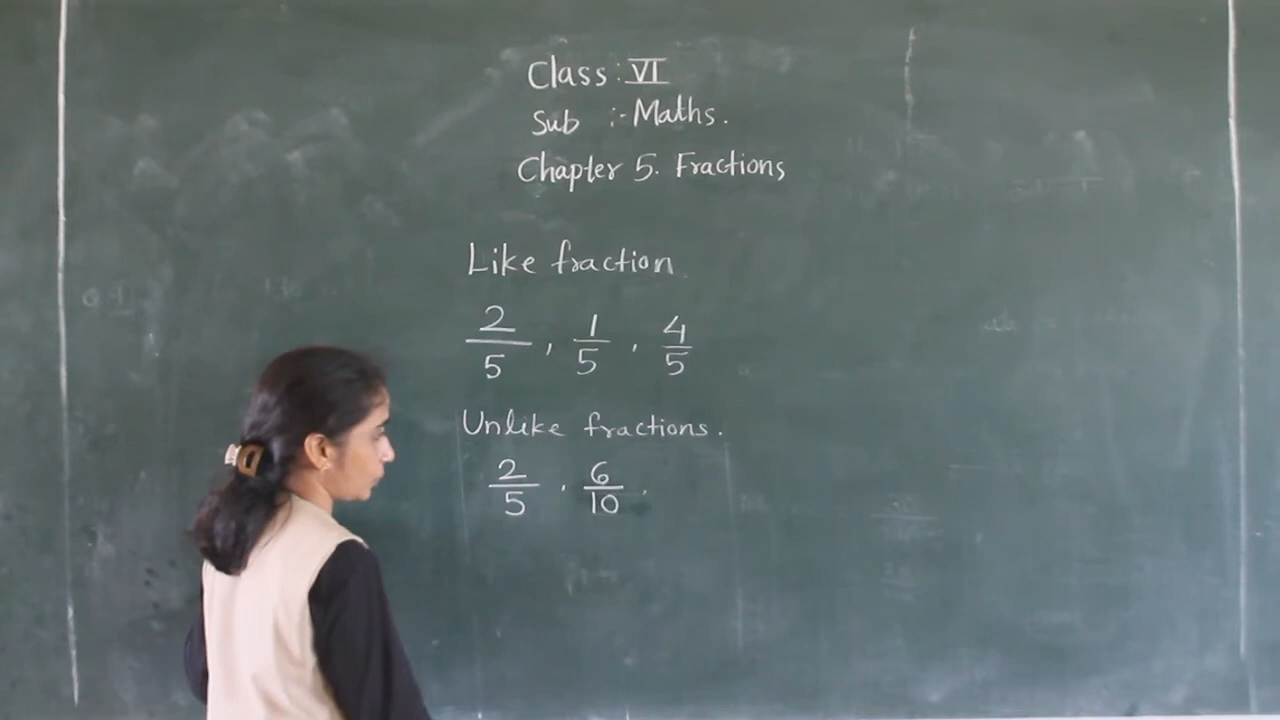 Class : VI
Sub :- Maths.
Chapter 5. Fractions
Like fraction
2/5 , 1/5 , 4/5
Unlike fractions.
2/5 , 6/10 ,